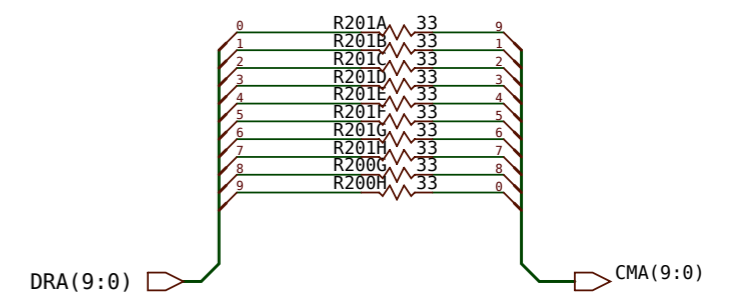 0 R201A 33 9
1 R201B 33 1
2 R201C 33 2
3 R201D 33 3
4 R201E 33 4
5 R201F 33 5
6 R201G 33 6
7 R201H 33 7
8 R200G 33 8
9 R200H 33 0
DRA(9:0) CMA(9:0)